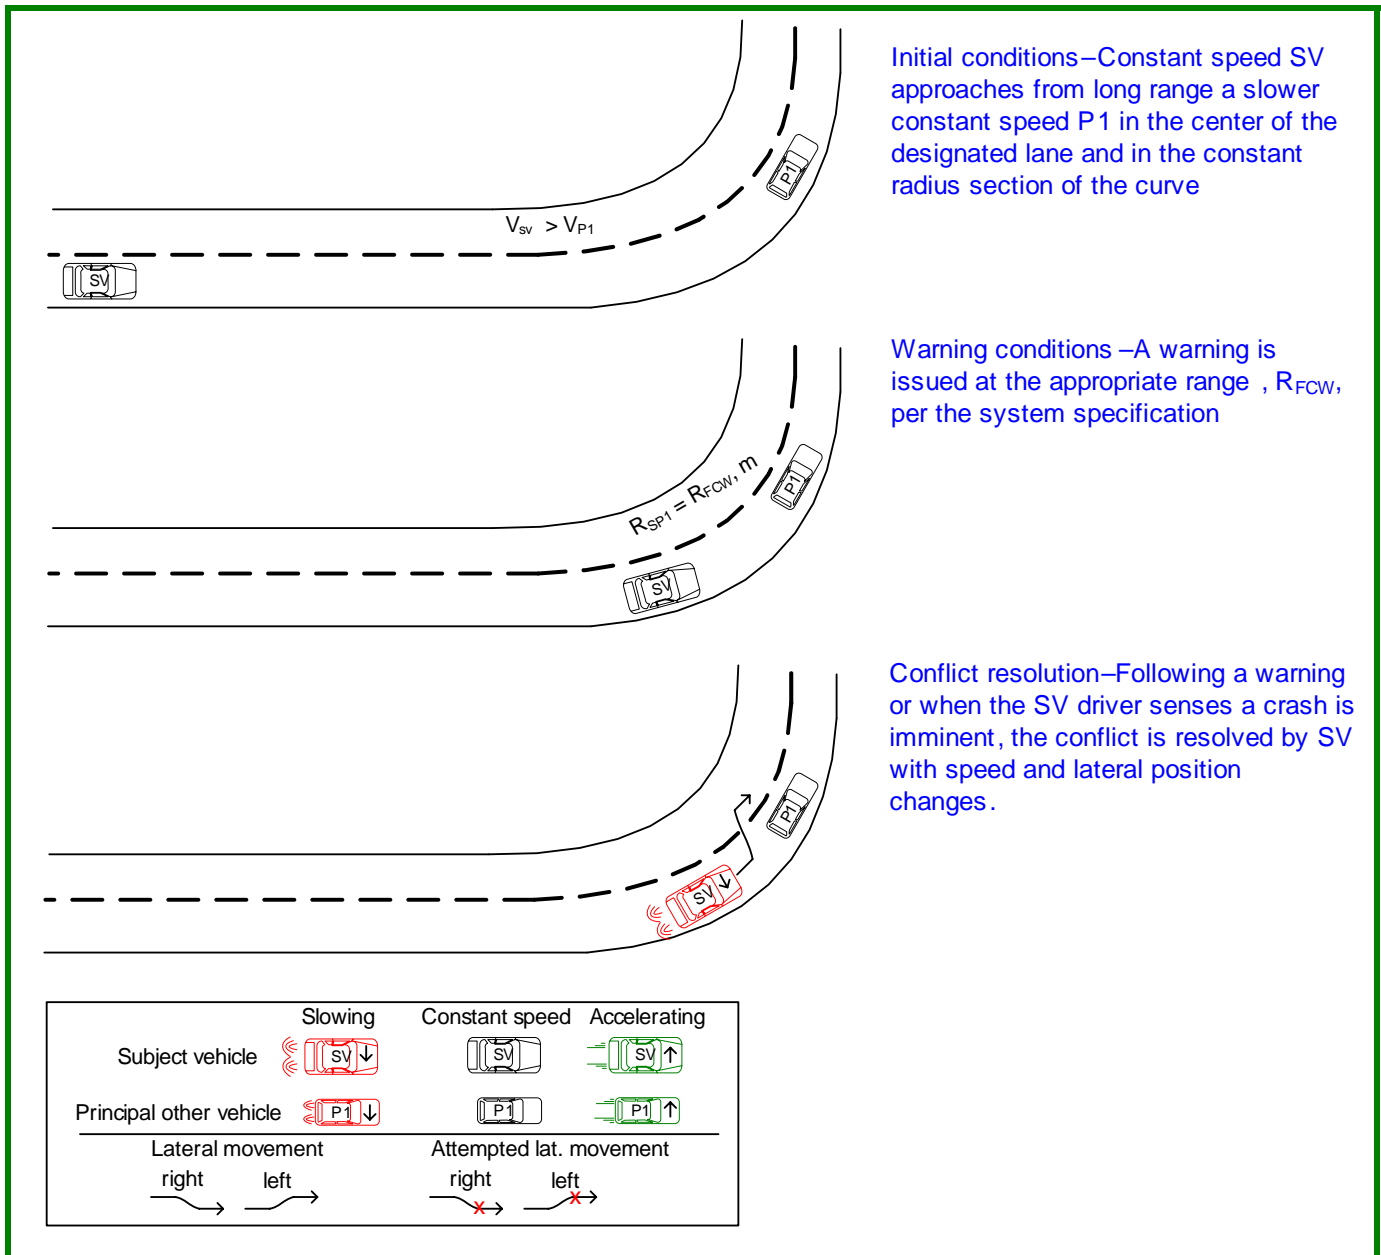 Initial conditions–Constant speed SV
approaches from long range a slower
constant speed P1 in the center of the
designated lane and in the constant
radius section of the curve
P1
Vsv > VP1
SV
Warning conditions –A warning is
issued at the appropriate range , RFCW,
per the system specification
P1
RSP1 = RFCW, m
SV
Conflict resolution–Following a warning
or when the SV driver senses a crash is
imminent, the conflict is resolved by SV
with speed and lateral position
changes.
P1
SV
Slowing Constant speed Accelerating
Subject vehicle SV SV SV
Principal other vehicle P1 P1 P1
Lateral movement Attempted lat. movement
right left right left
x x